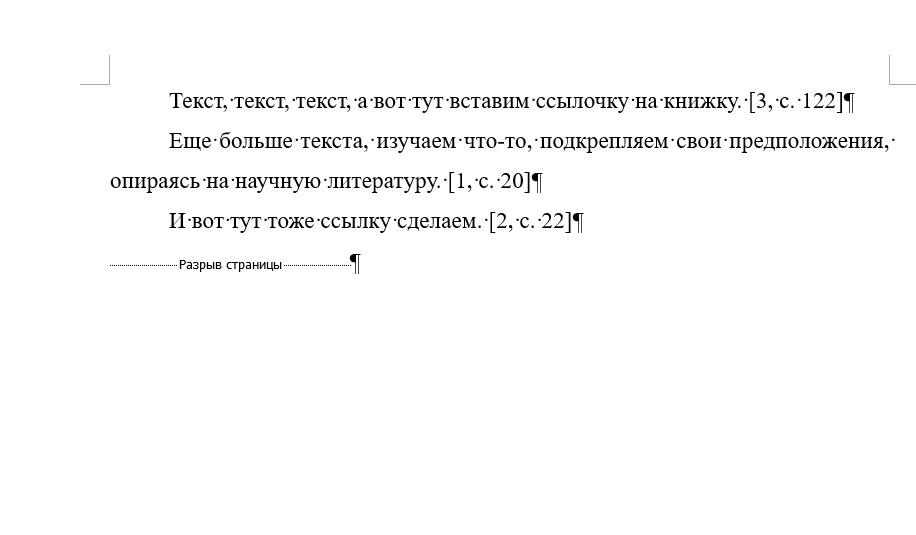 Текст, текст, текст, а вот тут вставим ссылочку на книжку. [3, с. 122]¶
Еще больше текста, изучаем что-то, подкрепляем свои предположения,
опираясь на научную литературу. [1, с. 20]¶
И вот тут тоже ссылку сделаем. [2, с. 22]¶
Разрыв страницы¶